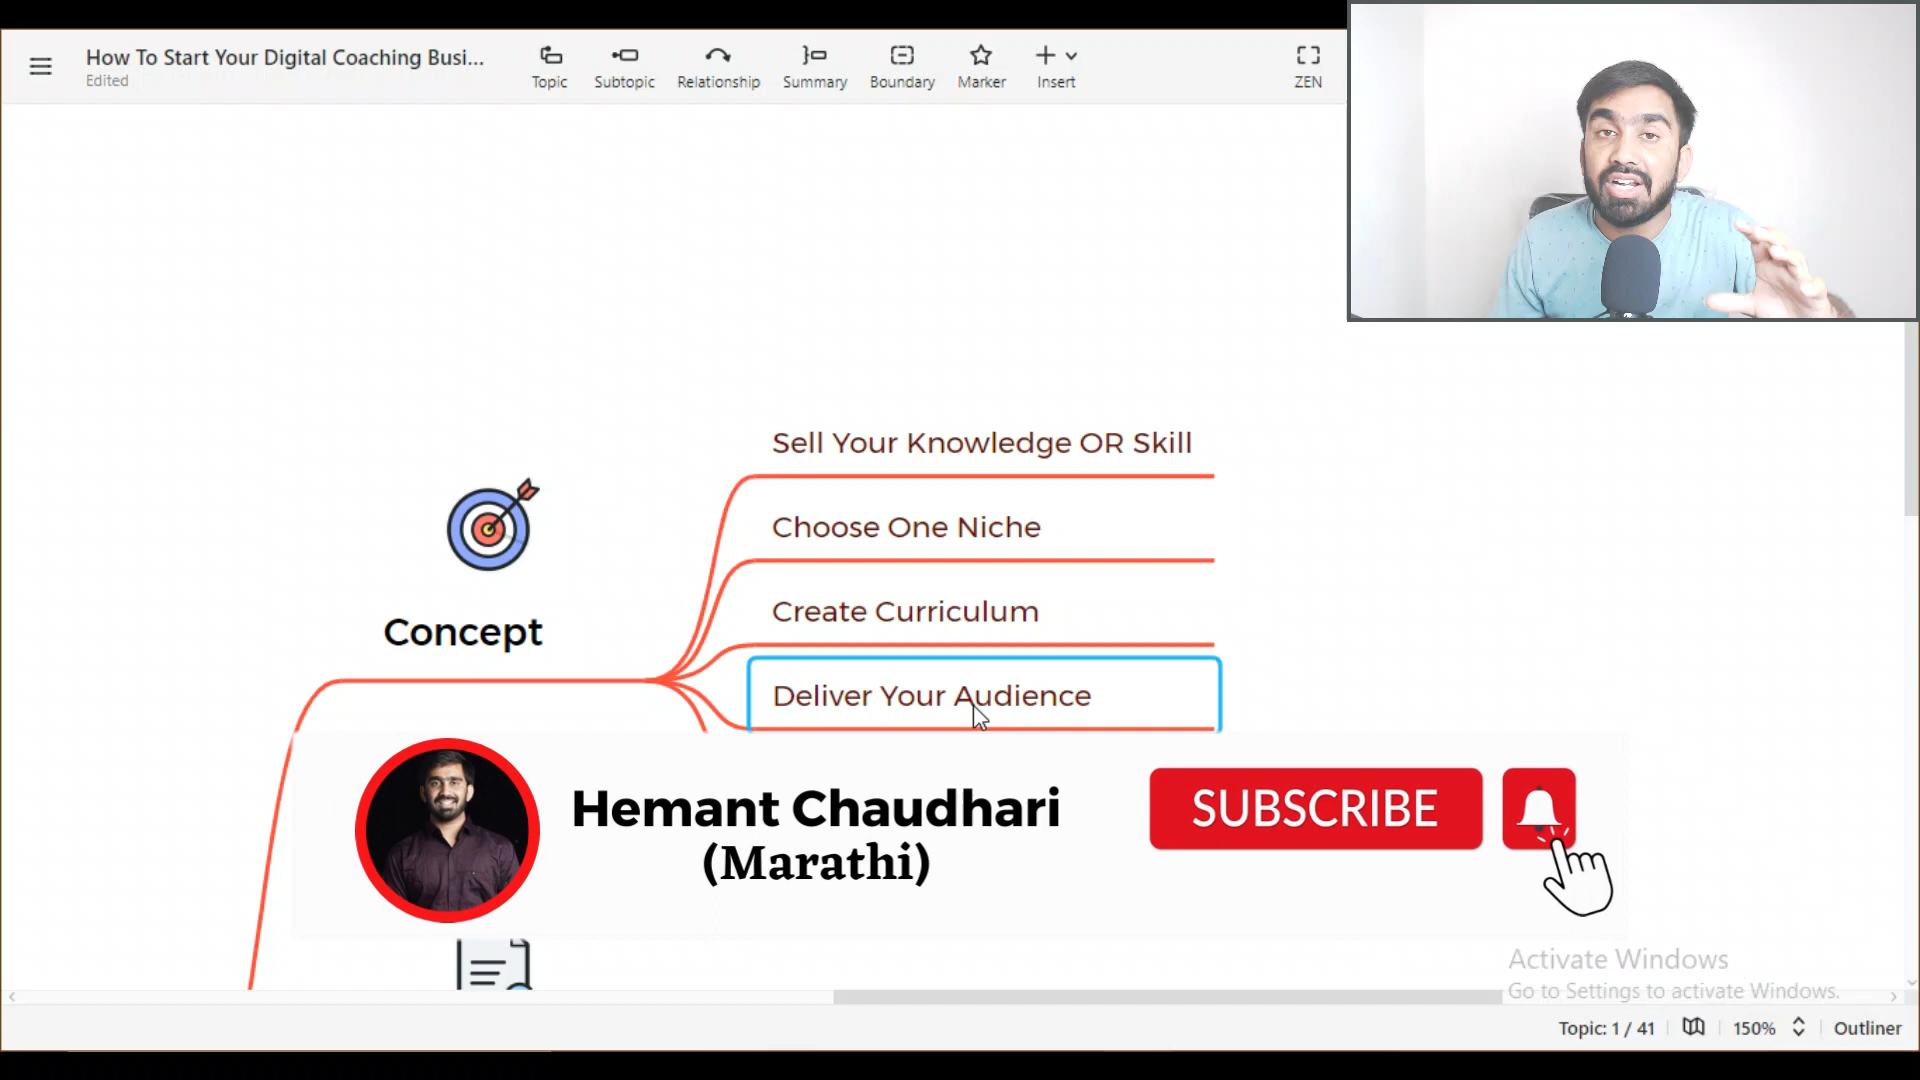 How To Start Your Digital Coaching Busi...
Edited
Topic
Subtopic
Relationship
Summary
Boundary
Marker
Insert
ZEN
Sell Your Knowledge OR Skill
Choose One Niche
Create Curriculum
Concept
Deliver Your Audience
Hemant Chaudhari
(Marathi)
SUBSCRIBE
Activate Windows
Go to Settings to activate Windows.
Topic: 1 / 41
150%
Outliner